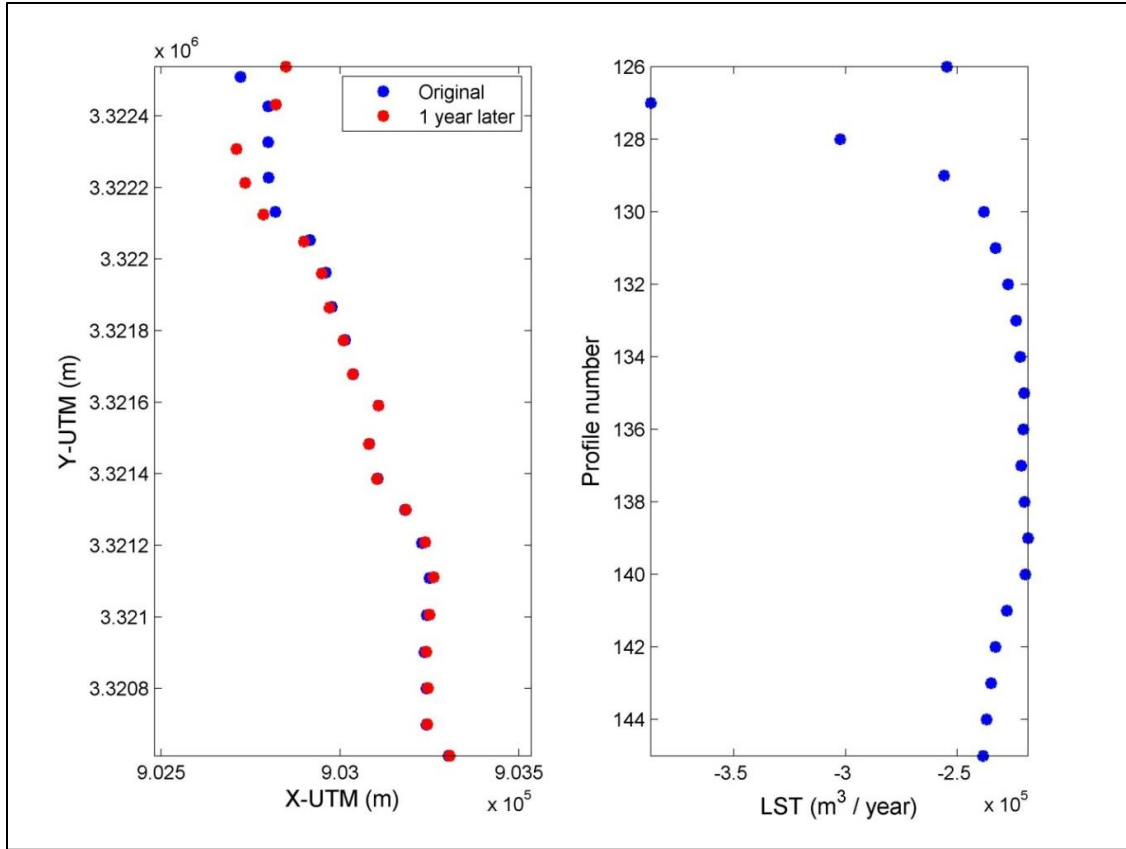 x 10^6
Original
1 year later
3.3224
3.3222
3.322
3.3218
3.3216
3.3214
3.3212
3.321
3.3208
Y-UTM (m)
9.025
9.03
9.035
X-UTM (m)
x 10^5
126
128
130
132
134
136
138
140
142
144
Profile number
-3.5
-3
-2.5
LST (m^3 / year)
x 10^5